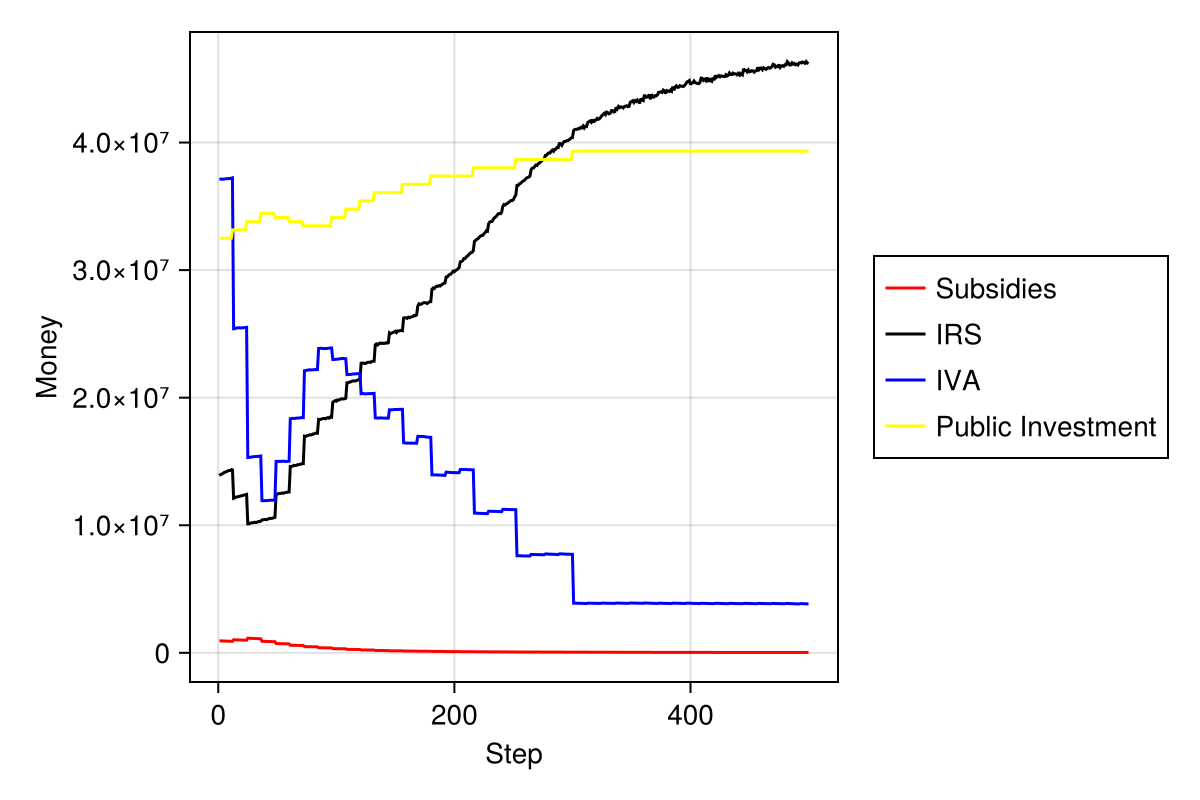 4.0×10⁷
3.0×10⁷
2.0×10⁷
1.0×10⁷
0
Money
0 200 400
Step
Subsidies
IRS
IVA
Public Investment